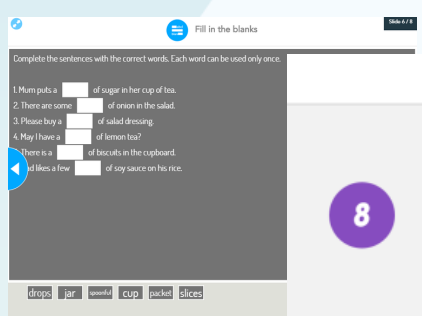 Fill in the blanks
Slide 6 / 8
Complete the sentences with the correct words. Each word can be used only once.
1. Mum puts a of sugar in her cup of tea.
2. There are some of onion in the salad.
3. Please buy a of salad dressing.
4. May I have a of lemon tea?
There is a of biscuits in the cupboard.
likes a few of soy sauce on his rice.
8
drops jar spoonful cup packet slices